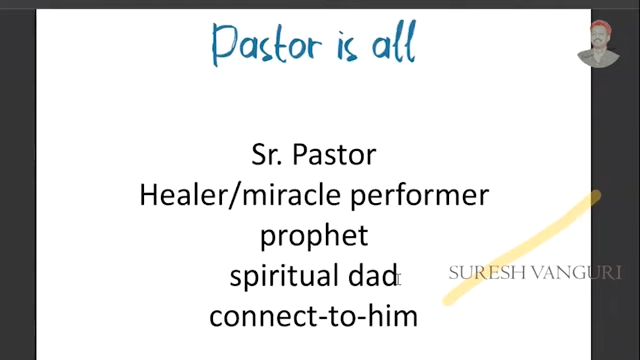 Pastor is all
Sr. Pastor
Healer/miracle performer
prophet
spiritual dad
SURESH VANGURI
connect-to-him